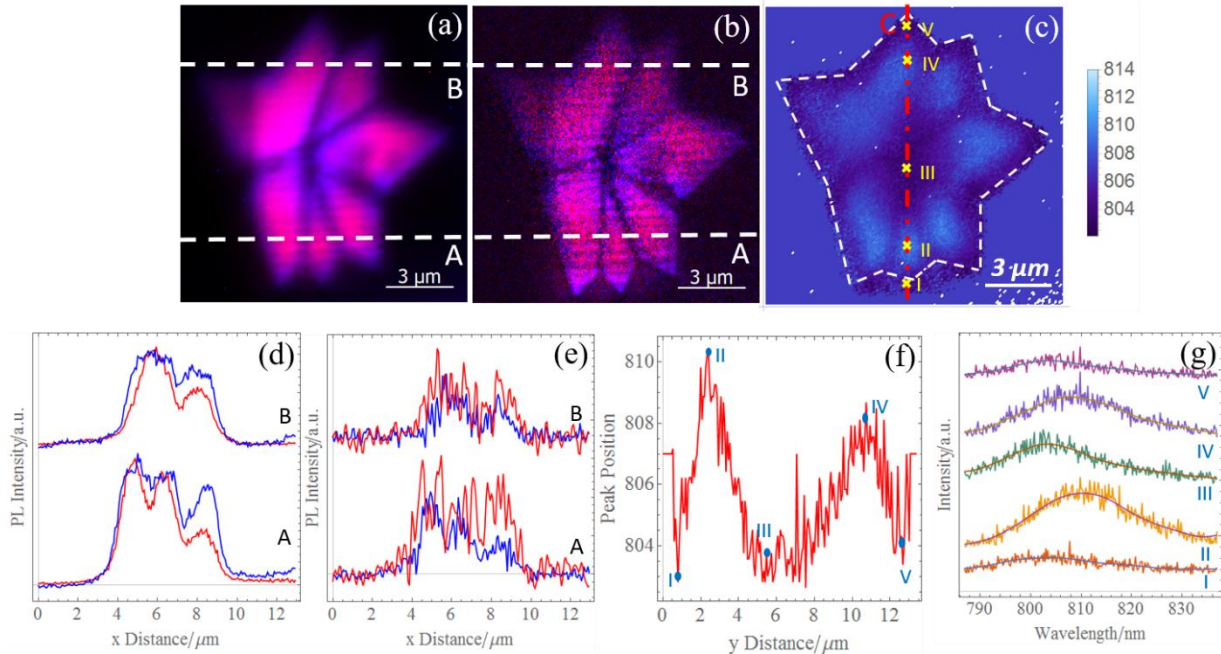 (a)
B
A
3 μm
(b)
B
A
3 μm
(c)
C
V
IV
III
II
I
3 μm
814
812
810
808
806
804
(d)
PL Intensity/a.u.
B
A
0 2 4 6 8 10 12
x Distance/μm
(e)
PL Intensity/a.u.
B
A
0 2 4 6 8 10 12
x Distance/μm
(f)
Peak Position
810
808
806
804
I
II
III
IV
V
0 2 4 6 8 10 12
y Distance/μm
(g)
Intensity/a.u.
V
IV
III
II
I
790 800 810 820 830
Wavelength/nm